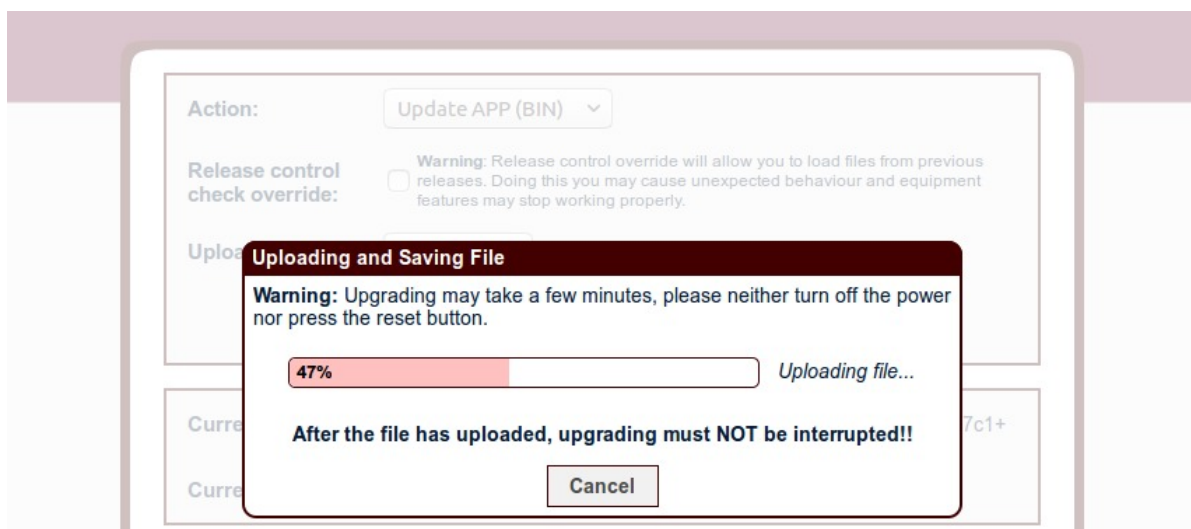 Action:
Update APP (BIN)
Release control
check override:
Warning: Release control override will allow you to load files from previous
releases. Doing this you may cause unexpected behaviour and equipment
features may stop working properly.
Uploading and Saving File
Warning: Upgrading may take a few minutes, please neither turn off the power
nor press the reset button.
47%
Uploading file...
After the file has uploaded, upgrading must NOT be interrupted!!
Cancel
7c1+